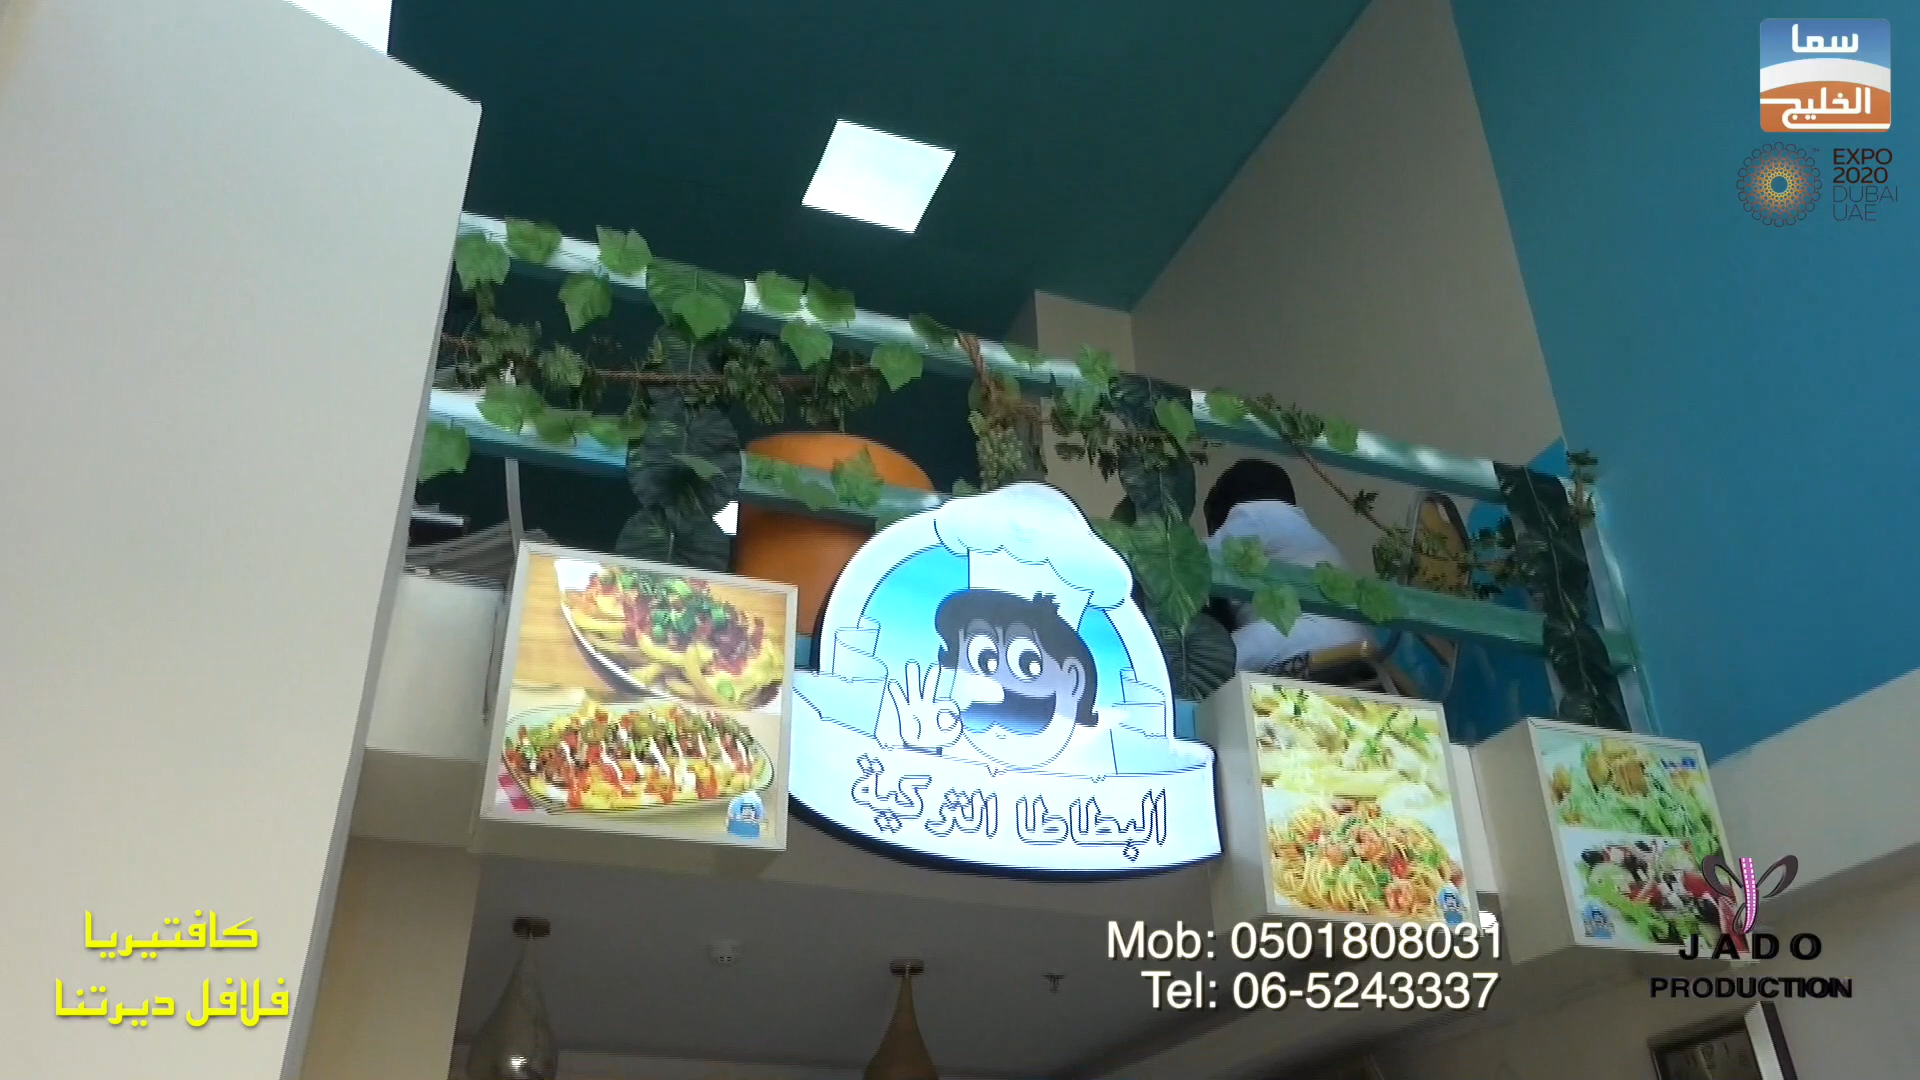 سما
الخليج
EXPO
2020
DUBAI
UAE
البطاطا التركية
كافتيريا
فلافل ديرتنا
Mob: 0501808031
Tel: 06-5243337
JADO
PRODUCTION